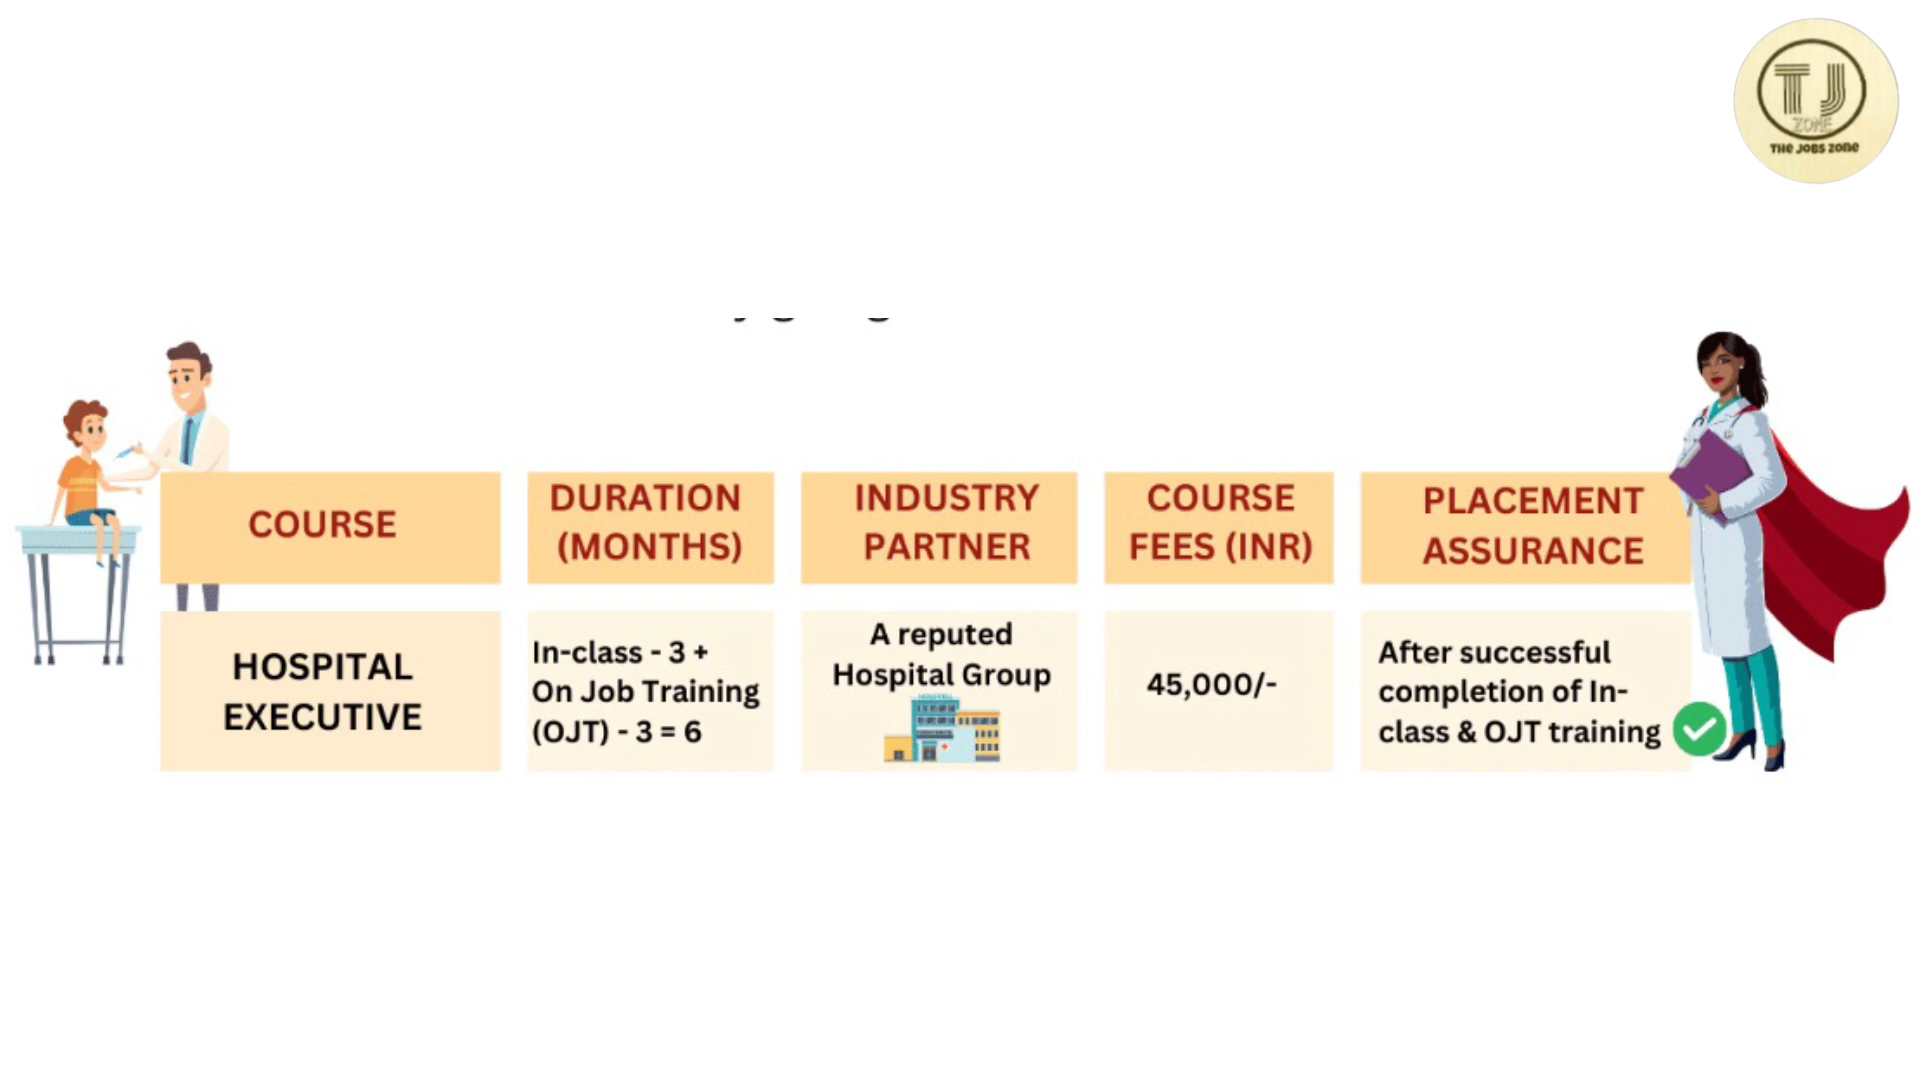 TJ
ZONE
THE JOBS ZONE
COURSE
DURATION
(MONTHS)
INDUSTRY
PARTNER
COURSE
FEES (INR)
PLACEMENT
ASSURANCE
HOSPITAL
EXECUTIVE
In-class - 3 +
On Job Training
(OJT) - 3 = 6
A reputed
Hospital Group
HOSPITAL
45,000/-
After successful
completion of In-
class & OJT training